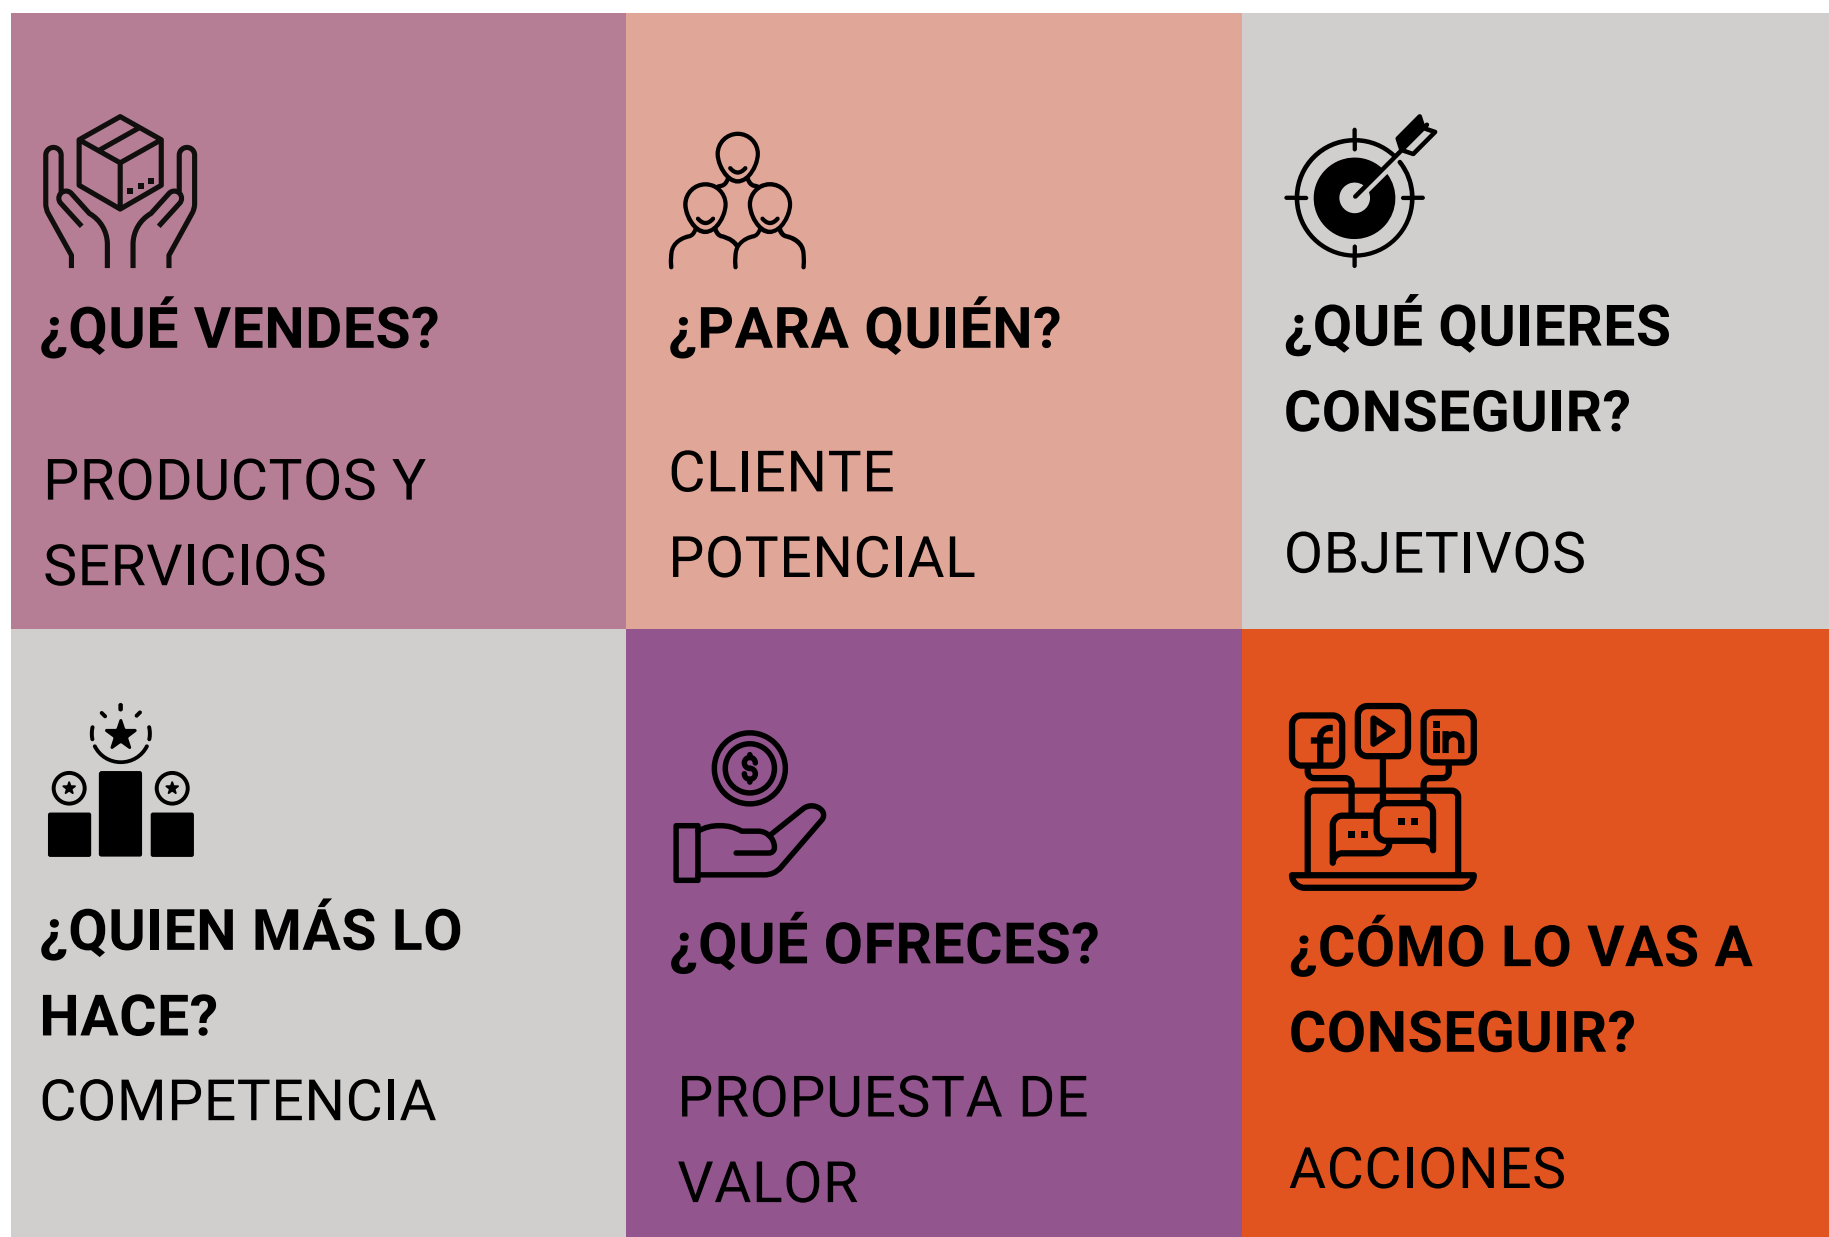 ¿QUÉ VENDES?
PRODUCTOS Y
SERVICIOS
¿PARA QUIÉN?
CLIENTE
POTENCIAL
¿QUÉ QUIERES
CONSEGUIR?
OBJETIVOS
¿QUIEN MÁS LO
HACE?
COMPETENCIA
$
¿QUÉ OFRECES?
PROPUESTA DE
VALOR
f
in
¿CÓMO LO VAS A
CONSEGUIR?
ACCIONES